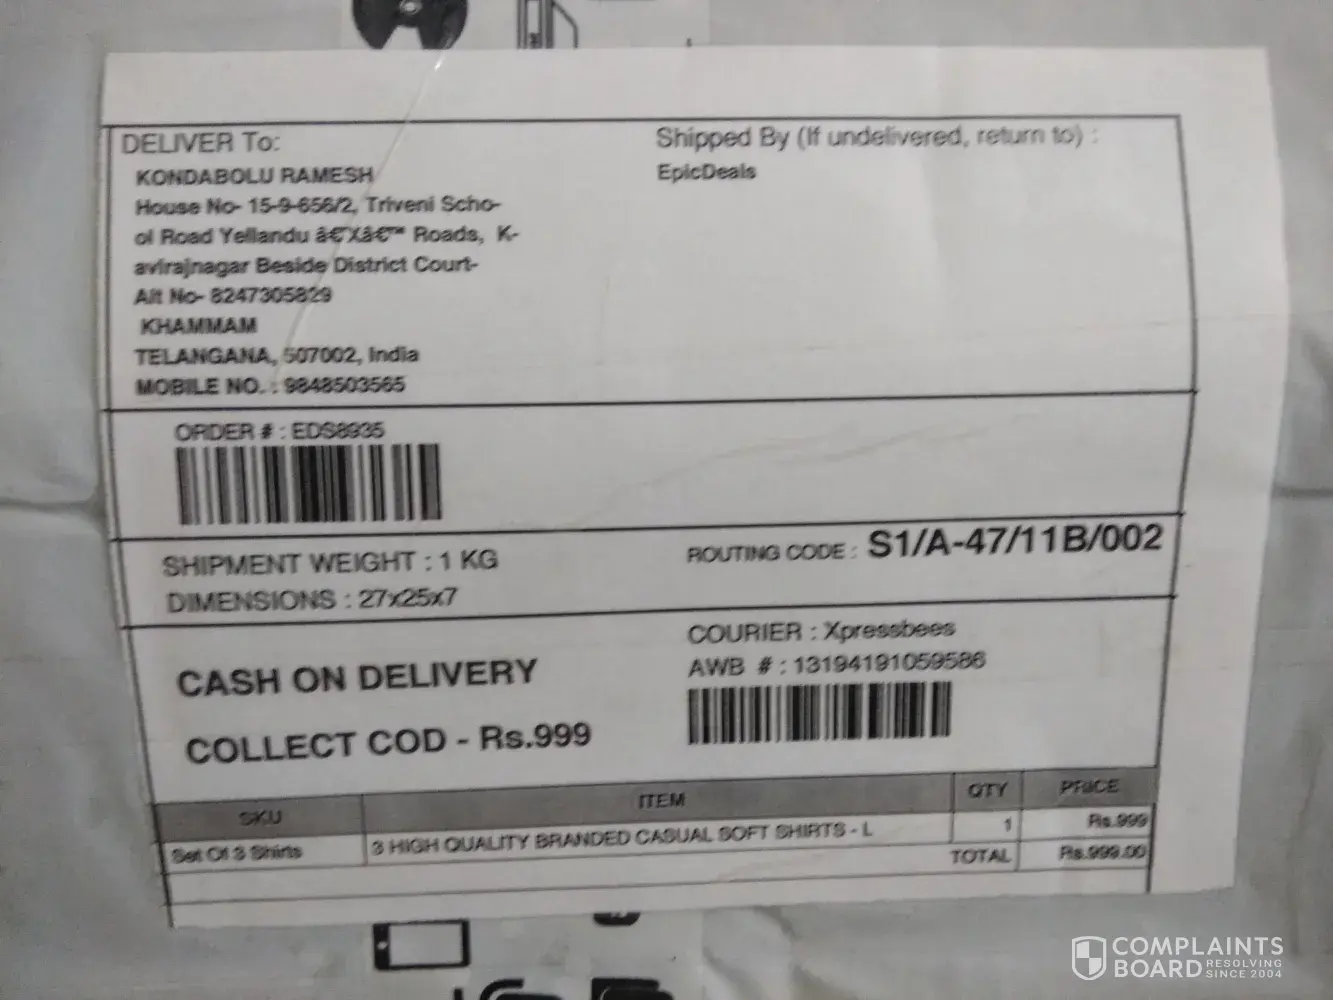 DELIVER To:
KONDABOLU RAMESH
House No- 15-9-656/2, Triveni Scho-
ol Road Yellandu â€˜Xâ€™ Roads, K-
avirajnagar Beside District Court-
Alt No- 8247305829
KHAMMAM
TELANGANA, 507002, India
MOBILE NO. : 9848503565
Shipped By (If undelivered, return to) :
EpicDeals
ORDER # : EDS8935
SHIPMENT WEIGHT : 1 KG
DIMENSIONS : 27x25x7
ROUTING CODE : S1/A-47/11B/002
CASH ON DELIVERY
COLLECT COD - Rs.999
COURIER : Xpressbees
AWB # : 13194191059586
SKU ITEM QTY PRICE
Set Of 3 Shirts 3 HIGH QUALITY BRANDED CASUAL SOFT SHIRTS - L 1 Rs.999
TOTAL Rs.999.00
COMPLAINTS
BOARD RESOLVING
SINCE 2004